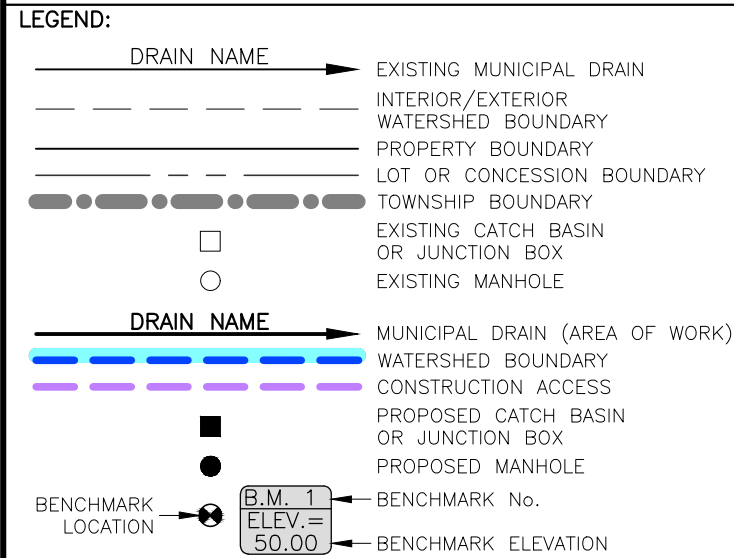 LEGEND:
DRAIN NAME
EXISTING MUNICIPAL DRAIN
INTERIOR/EXTERIOR
WATERSHED BOUNDARY
PROPERTY BOUNDARY
LOT OR CONCESSION BOUNDARY
TOWNSHIP BOUNDARY
EXISTING CATCH BASIN
OR JUNCTION BOX
EXISTING MANHOLE
DRAIN NAME
MUNICIPAL DRAIN (AREA OF WORK)
WATERSHED BOUNDARY
CONSTRUCTION ACCESS
PROPOSED CATCH BASIN
OR JUNCTION BOX
PROPOSED MANHOLE
BENCHMARK
LOCATION
B.M. 1
ELEV.=
50.00
BENCHMARK No.
BENCHMARK ELEVATION